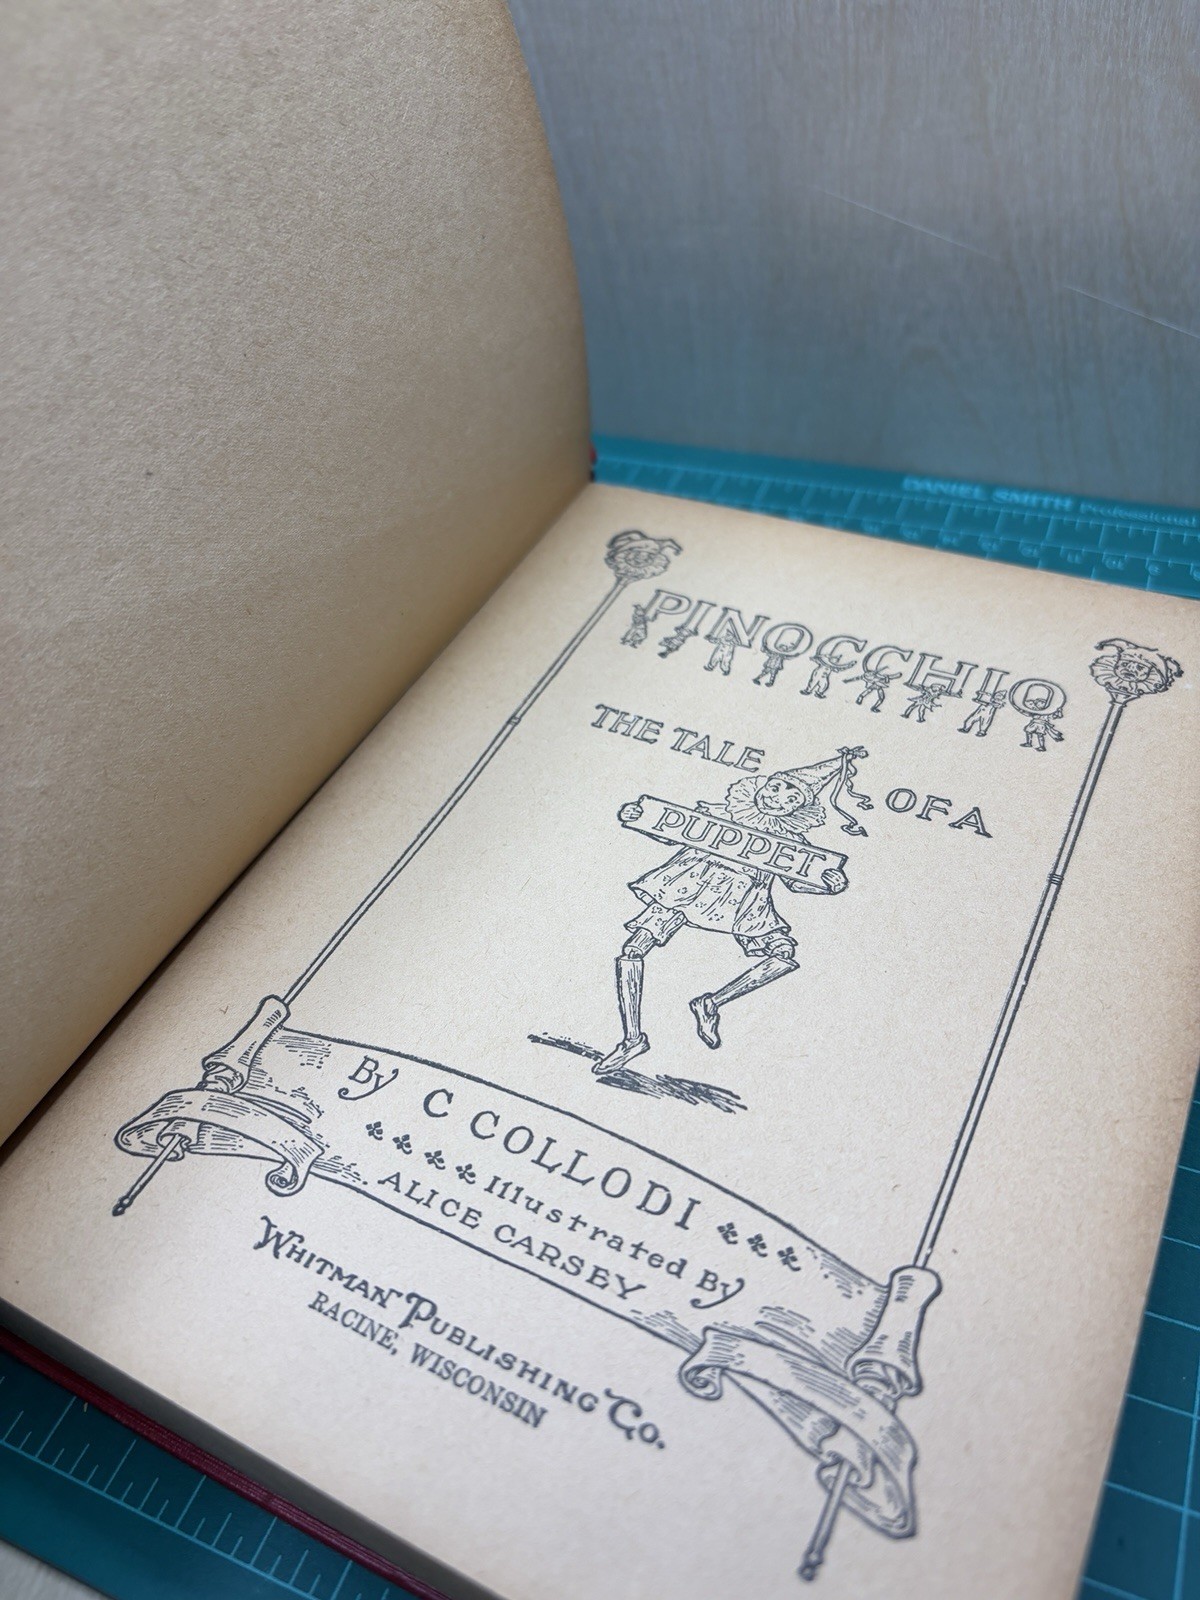 DANIEL SMITH Professional
PINOCCHIO
THE TALE
OF A
PUPPET
By C COLLODI
Illustrated By
ALICE CARSEY
WHITMAN PUBLISHING CO.
RACINE, WISCONSIN